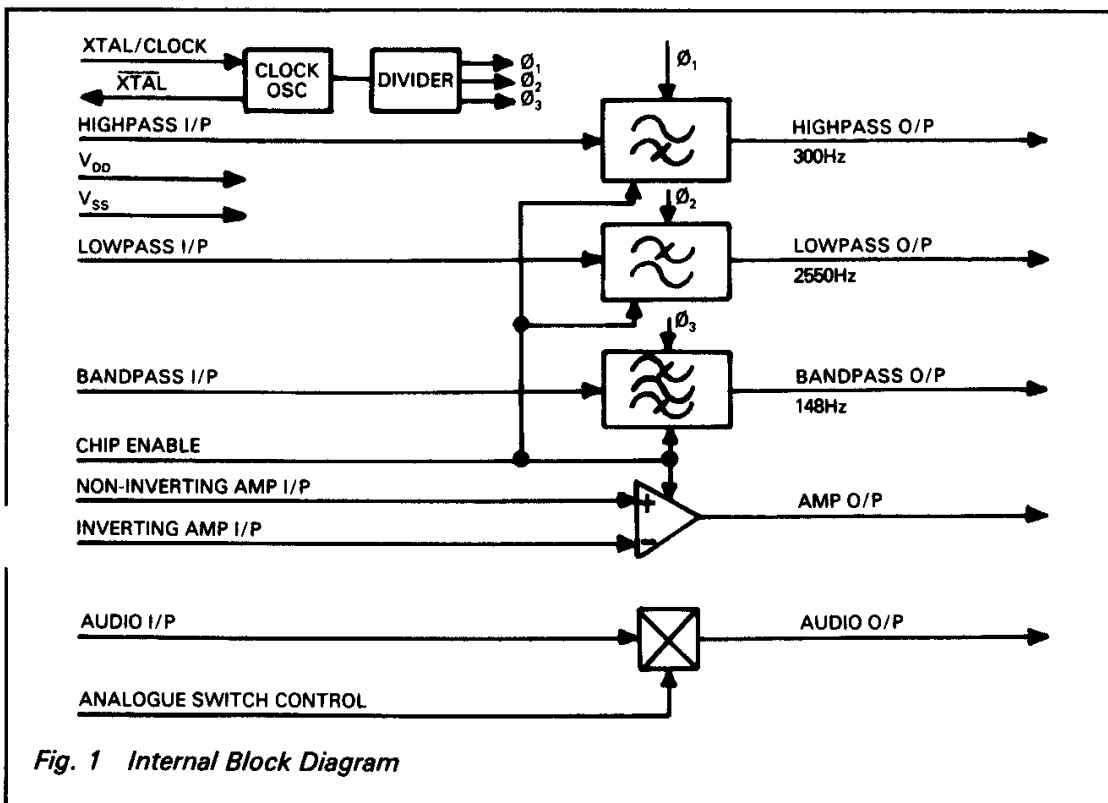 XTAL/CLOCK
XTAL
CLOCK
OSC
DIVIDER
Ø1
Ø2
Ø3
Ø1
HIGHPASS I/P
HIGHPASS O/P
300Hz
VDD
VSS
Ø2
LOWPASS I/P
LOWPASS O/P
2550Hz
Ø3
BANDPASS I/P
BANDPASS O/P
148Hz
CHIP ENABLE
NON-INVERTING AMP I/P
+
AMP O/P
INVERTING AMP I/P
−
AUDIO I/P
AUDIO O/P
ANALOGUE SWITCH CONTROL
Fig. 1 Internal Block Diagram